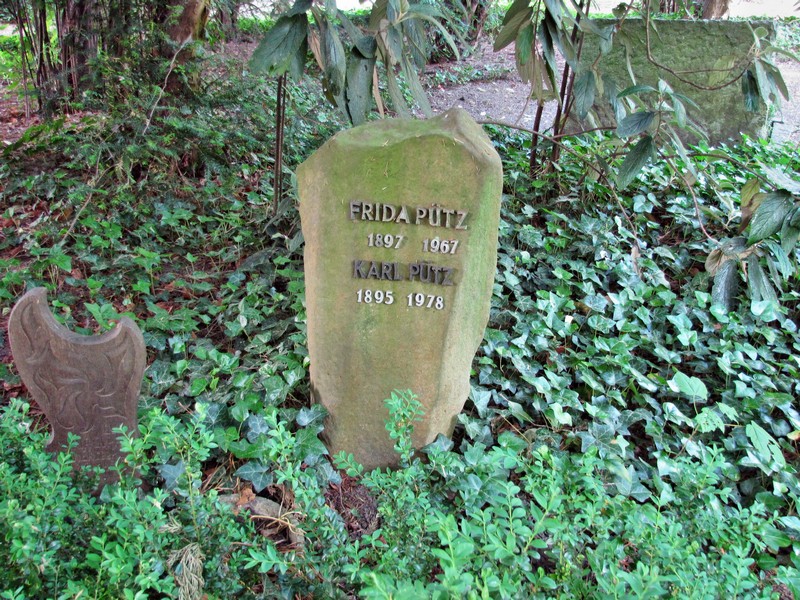 FRIDA PÜTZ
1897 1967
KARL PÜTZ
1895 1978